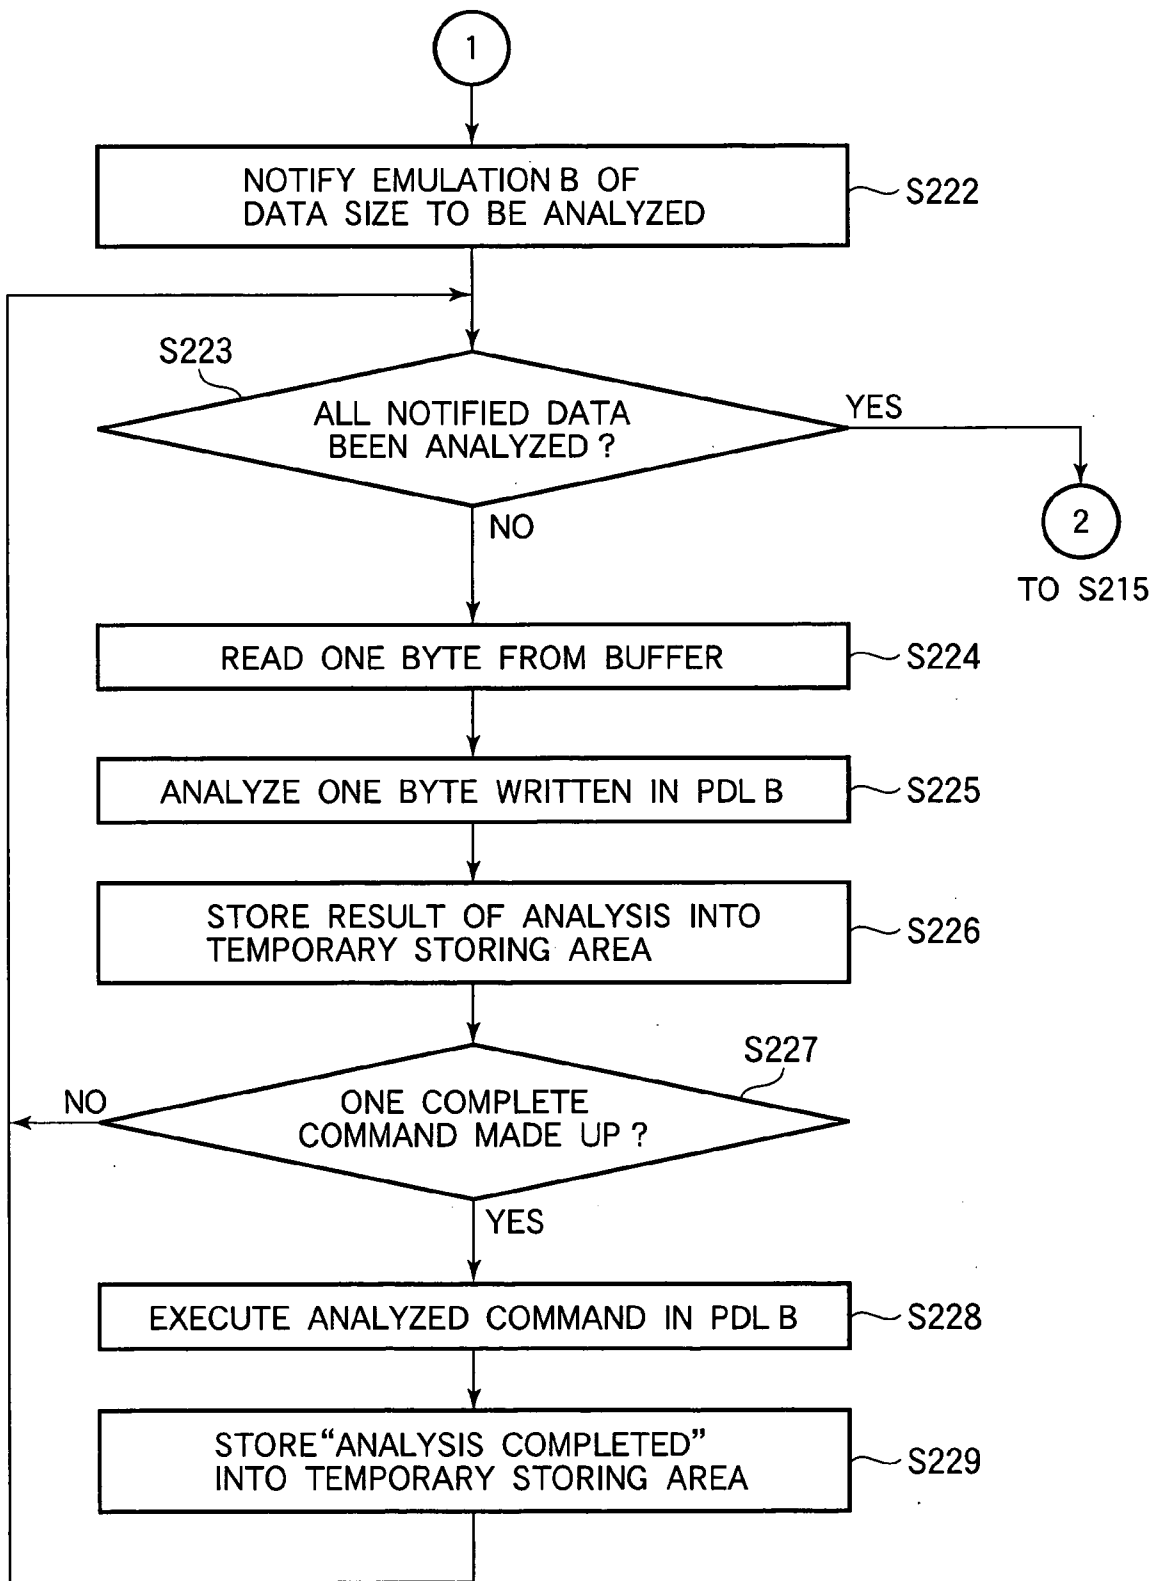 1
NOTIFY EMULATION B OF
DATA SIZE TO BE ANALYZED
S222
S223
ALL NOTIFIED DATA
BEEN ANALYZED ?
YES
NO
2
TO S215
READ ONE BYTE FROM BUFFER
S224
ANALYZE ONE BYTE WRITTEN IN PDL B
S225
STORE RESULT OF ANALYSIS INTO
TEMPORARY STORING AREA
S226
S227
NO
ONE COMPLETE
COMMAND MADE UP ?
YES
EXECUTE ANALYZED COMMAND IN PDL B
S228
STORE “ANALYSIS COMPLETED”
INTO TEMPORARY STORING AREA
S229